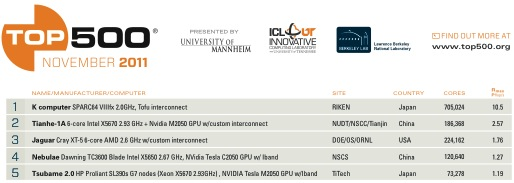 TOP 500®
NOVEMBER 2011
PRESENTED BY
UNIVERSITY OF
MANNHEIM
ICL UT
INNOVATIVE
COMPUTING LABORATORY
BERKELEY LAB
Lawrence Berkeley
National Laboratory
FIND OUT MORE AT
www.top500.org
NAME/MANUFACTURER/COMPUTER SITE COUNTRY CORES Rmax Pflop/s
1 K computer SPARC64 VIIIfx 2.0GHz, Tofu interconnect RIKEN Japan 705,024 10.5
2 Tianhe-1A 6-core Intel X5670 2.93 GHz + Nvidia M2050 GPU w/custom interconnect NUDT/NSCC/Tianjin China 186,368 2.57
3 Jaguar Cray XT-5 6-core AMD 2.6 GHz w/custom interconnect DOE/OS/ORNL USA 224,162 1.76
4 Nebulae Dawning TC3600 Blade Intel X5650 2.67 GHz, NVidia Tesla C2050 GPU w/ Iband NSCS China 120,640 1.27
5 Tsubame 2.0 HP Proliant SL390s G7 nodes (Xeon X5670 2.93GHz) , NVIDIA Tesla M2050 GPU w/Iband TiTech Japan 73,278 1.19